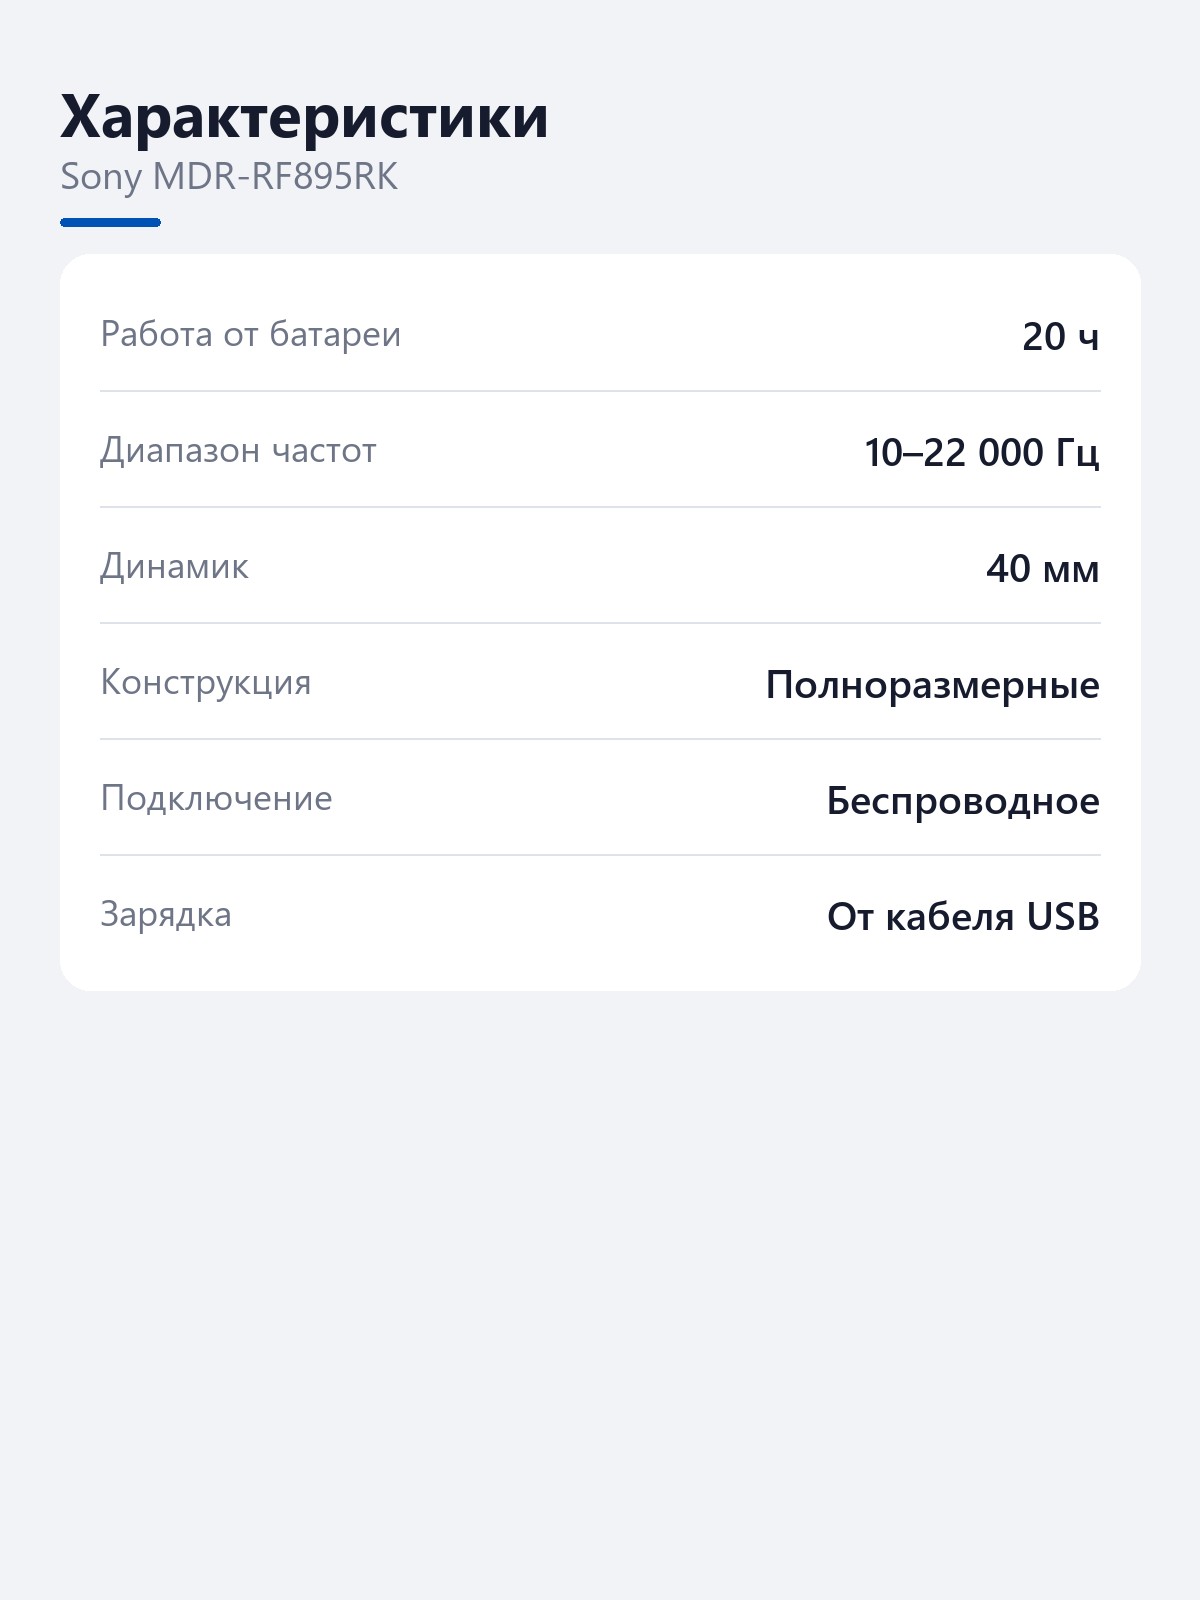 Характеристики
Sony MDR-RF895RK
Работа от батареи 20 ч
Диапазон частот 10–22 000 Гц
Динамик 40 мм
Конструкция Полноразмерные
Подключение Беспроводное
Зарядка От кабеля USB